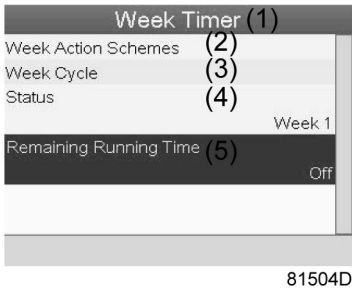 Week Timer (1)
Week Action Schemes (2)
Week Cycle (3)
Status (4)
Week 1
Remaining Running Time (5)
Off
81504D